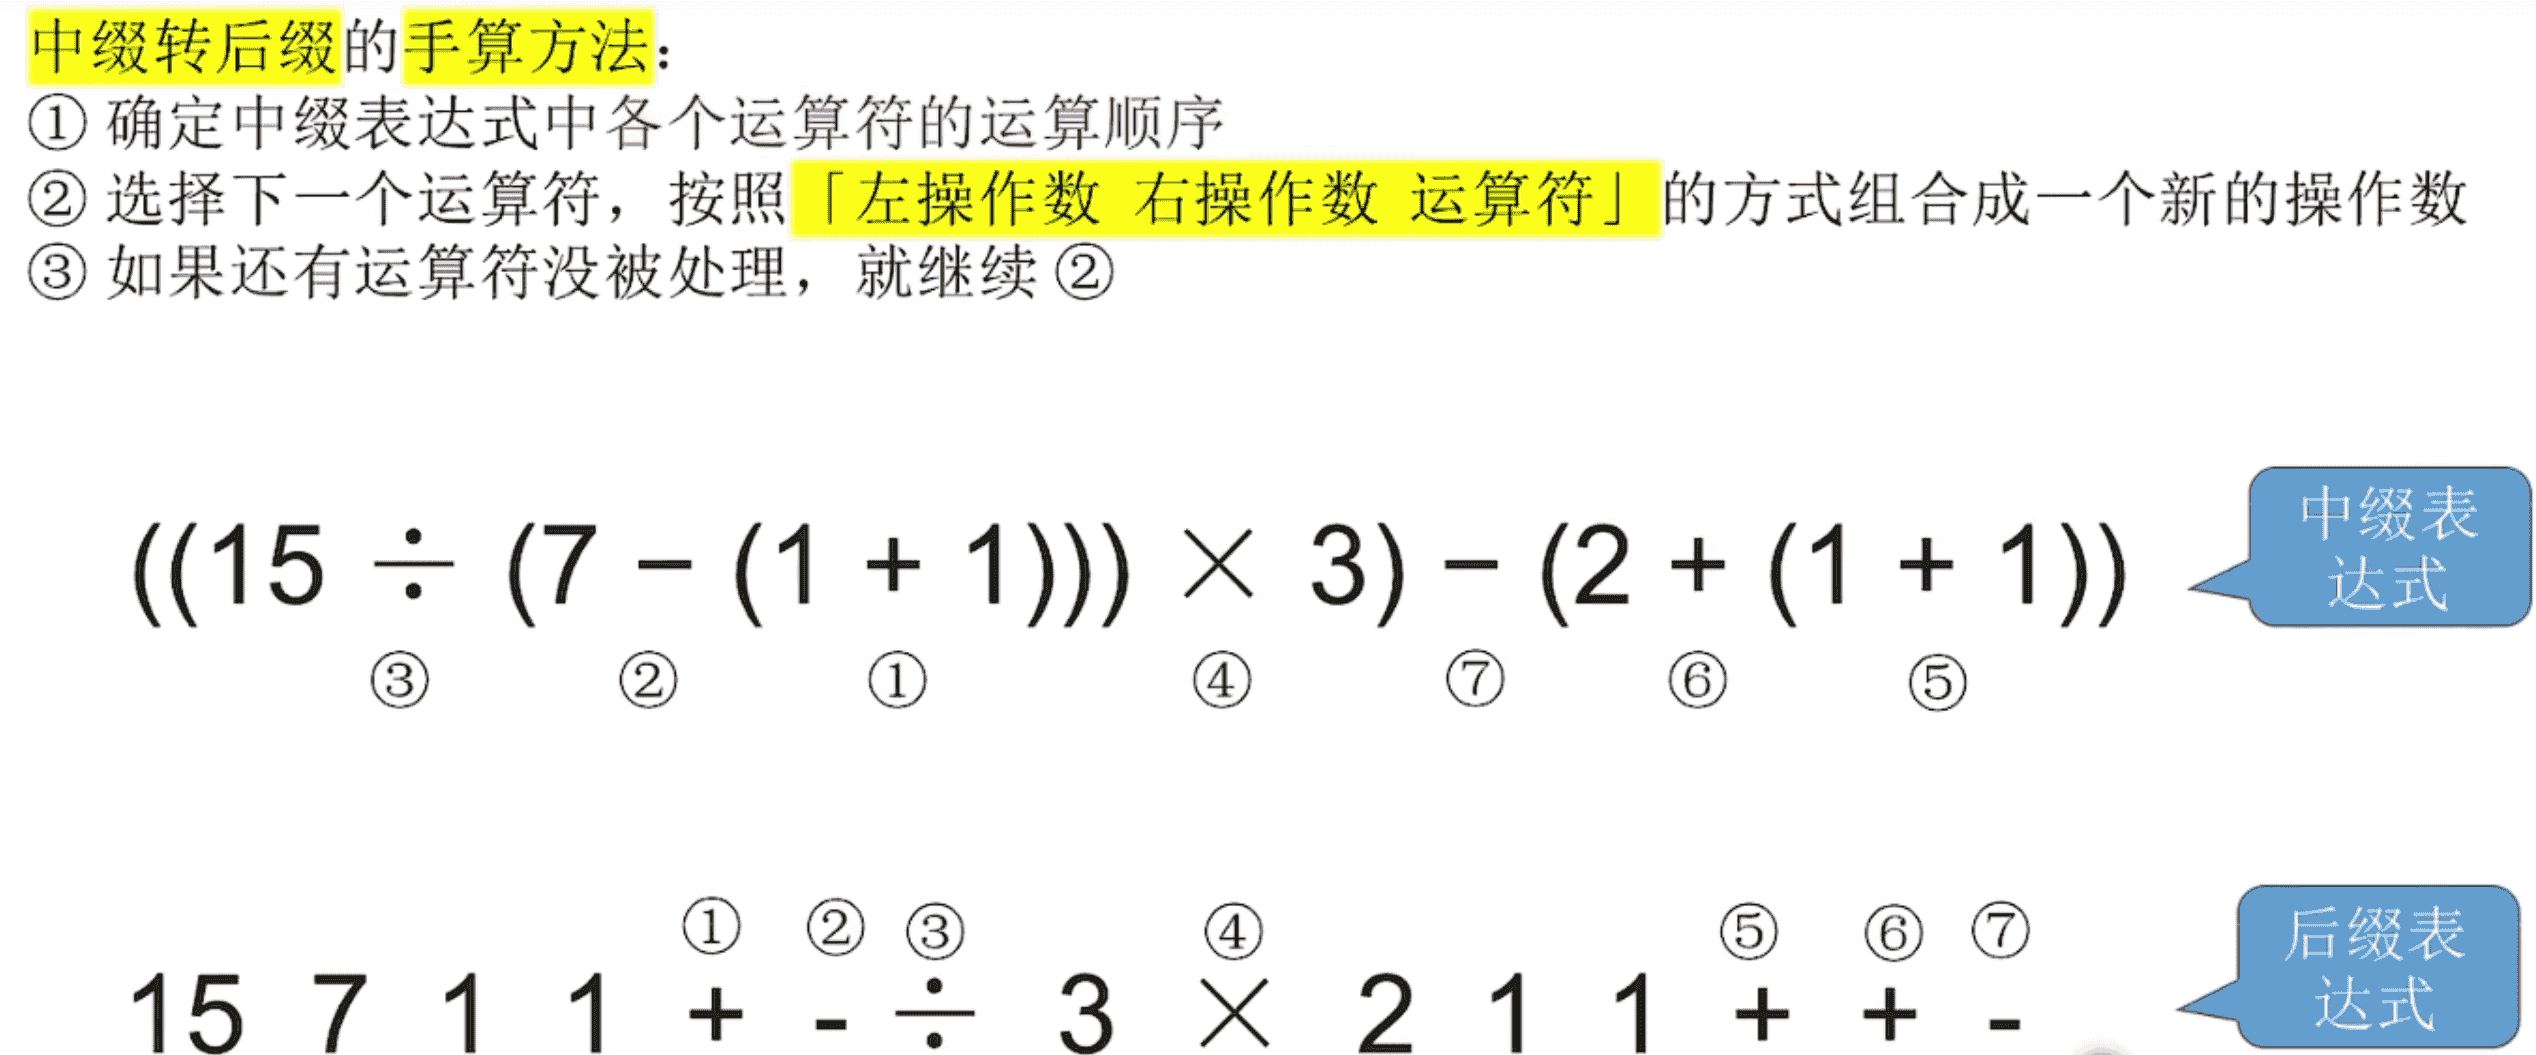 中缀转后缀的手算方法：
① 确定中缀表达式中各个运算符的运算顺序
② 选择下一个运算符，按照「左操作数 右操作数 运算符」的方式组合成一个新的操作数
③ 如果还有运算符没被处理，就继续 ②
((15 ÷ (7 − (1 + 1))) × 3) − (2 + (1 + 1))
中缀表
达式
③ ② ① ④ ⑦ ⑥ ⑤
① ② ③ ④ ⑤ ⑥ ⑦
15 7 1 1 + - ÷ 3 × 2 1 1 + + -
后缀表
达式